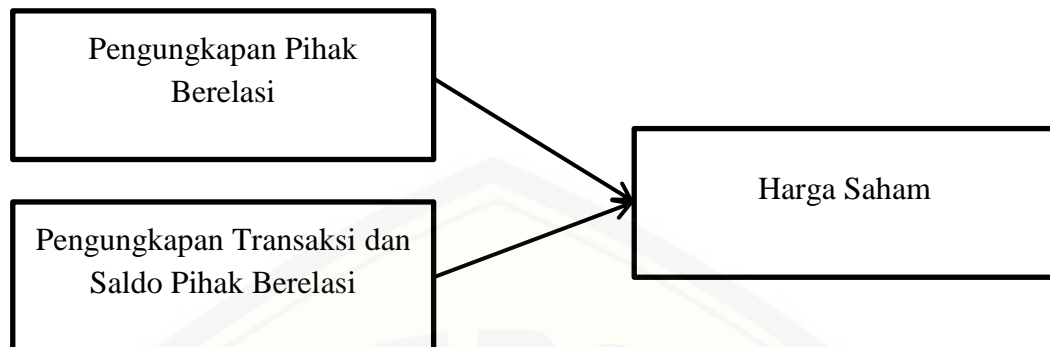 Pengungkapan Pihak
Berelasi
Harga Saham
Pengungkapan Transaksi dan
Saldo Pihak Berelasi